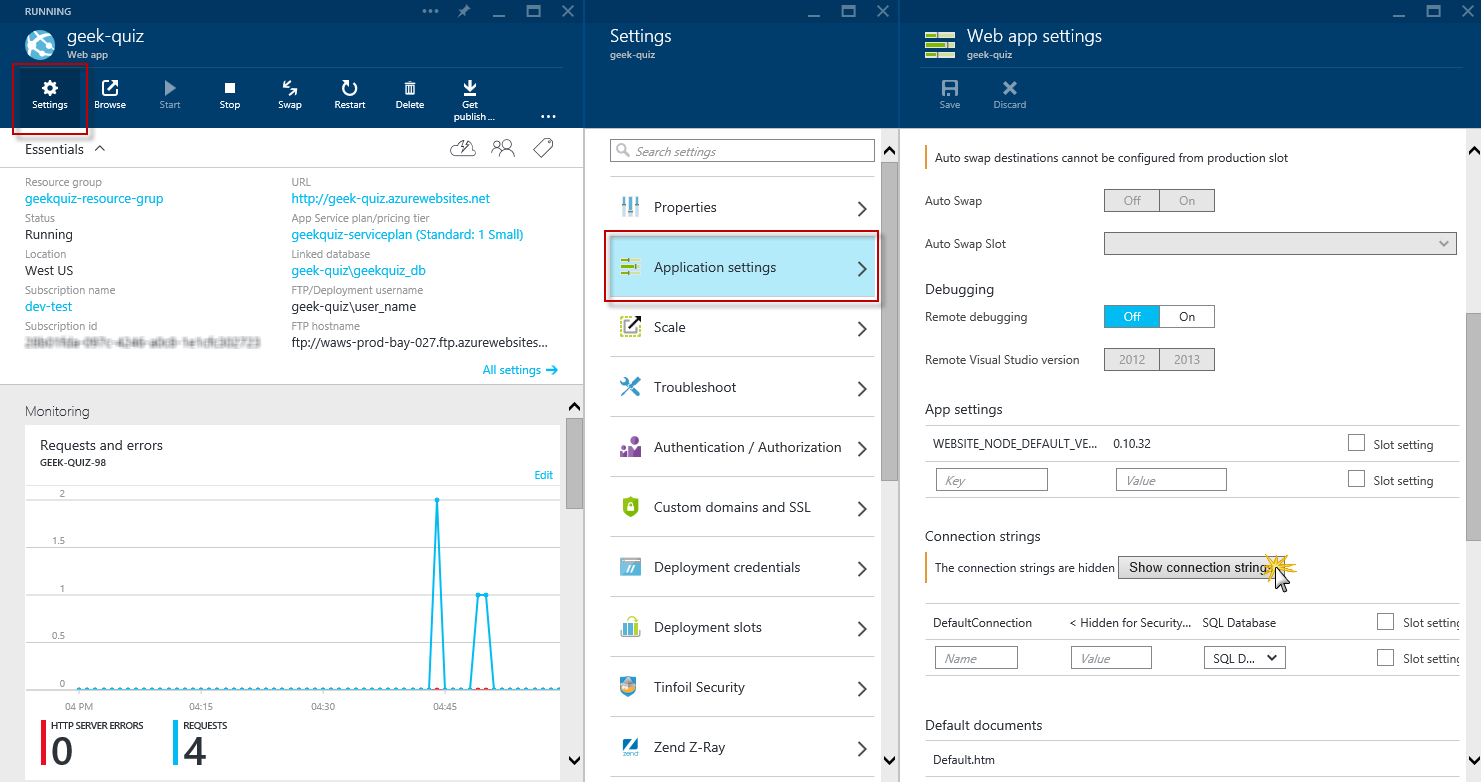 RUNNING
geek-quiz
Web app
Settings
Browse
Start
Stop
Swap
Restart
Delete
Get
publish ...
Essentials
Resource group
geekquiz-resource-grup
Status
Running
Location
West US
Subscription name
dev-test
Subscription id
URL
http://geek-quiz.azurewebsites.net
App Service plan/pricing tier
geekquiz-serviceplan (Standard: 1 Small)
Linked database
geek-quiz\geekquiz_db
FTP/Deployment username
geek-quiz\user_name
FTP hostname
ftp://waws-prod-bay-027.ftp.azurewebsites...
All settings
Monitoring
Requests and errors
GEEK-QUIZ-98
Edit
2
1.5
1
0.5
0
04 PM
04:15
04:30
04:45
HTTP SERVER ERRORS
0
REQUESTS
4
Settings
geek-quiz
Search settings
Properties
Application settings
Scale
Troubleshoot
Authentication / Authorization
Custom domains and SSL
Deployment credentials
Deployment slots
Tinfoil Security
zend
Zend Z-Ray
Web app settings
geek-quiz
Save
Discard
Auto swap destinations cannot be configured from production slot
Auto Swap
Off
On
Auto Swap Slot
Debugging
Remote debugging
Off
On
Remote Visual Studio version
2012
2013
App settings
WEBSITE_NODE_DEFAULT_VE...
0.10.32
Slot setting
Key
Value
Slot setting
Connection strings
The connection strings are hidden
Show connection string
DefaultConnection
< Hidden for Security...
SQL Database
Slot setting
Name
Value
SQL D...
Slot setting
Default documents
Default.htm